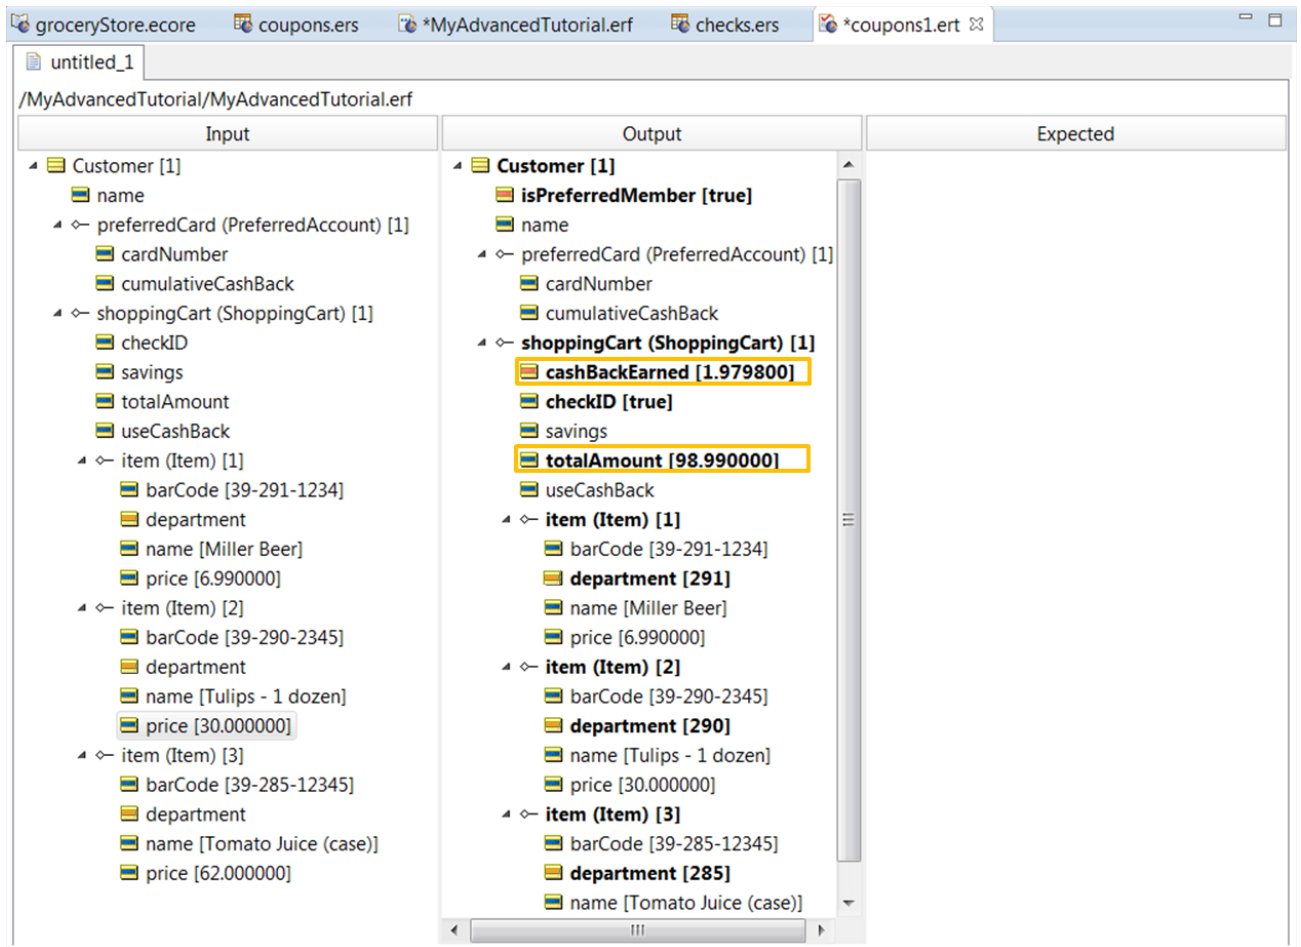 groceryStore.ecore coupons.ers *MyAdvancedTutorial.erf checks.ers *coupons1.ert
untitled_1
/MyAdvancedTutorial/MyAdvancedTutorial.erf
Input Output Expected
Customer [1]
name
preferredCard (PreferredAccount) [1]
cardNumber
cumulativeCashBack
shoppingCart (ShoppingCart) [1]
checkID
savings
totalAmount
useCashBack
item (Item) [1]
barCode [39-291-1234]
department
name [Miller Beer]
price [6.990000]
item (Item) [2]
barCode [39-290-2345]
department
name [Tulips - 1 dozen]
price [30.000000]
item (Item) [3]
barCode [39-285-12345]
department
name [Tomato Juice (case)]
price [62.000000]
Customer [1]
isPreferredMember [true]
name
preferredCard (PreferredAccount) [1]
cardNumber
cumulativeCashBack
shoppingCart (ShoppingCart) [1]
cashBackEarned [1.979800]
checkID [true]
savings
totalAmount [98.990000]
useCashBack
item (Item) [1]
barCode [39-291-1234]
department [291]
name [Miller Beer]
price [6.990000]
item (Item) [2]
barCode [39-290-2345]
department [290]
name [Tulips - 1 dozen]
price [30.000000]
item (Item) [3]
barCode [39-285-12345]
department [285]
name [Tomato Juice (case)]